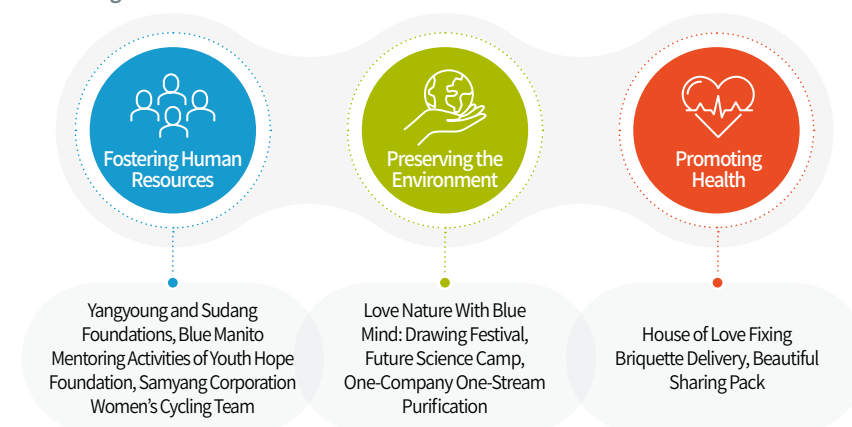 Fostering Human
Resources
Preserving the
Environment
Promoting
Health
Yangyoung and Sudang
Foundations, Blue Manito
Mentoring Activities of Youth Hope
Foundation, Samyang Corporation
Women's Cycling Team
Love Nature With Blue
Mind: Drawing Festival,
Future Science Camp,
One-Company One-Stream
Purification
House of Love Fixing
Briquette Delivery, Beautiful
Sharing Pack